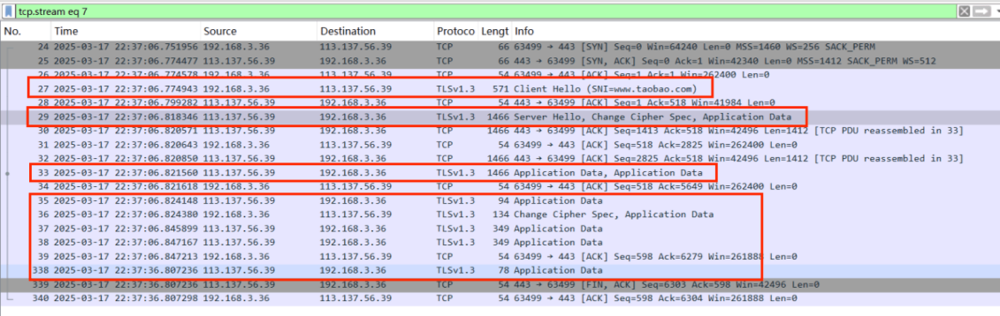 tcp.stream eq 7
No. Time Source Destination Protoco Lengt Info
24 2025-03-17 22:37:06.751956 192.168.3.36 113.137.56.39 TCP 66 63499 → 443 [SYN] Seq=0 Win=64240 Len=0 MSS=1460 WS=256 SACK_PERM
25 2025-03-17 22:37:06.774477 113.137.56.39 192.168.3.36 TCP 66 443 → 63499 [SYN, ACK] Seq=0 Ack=1 Win=42340 Len=0 MSS=1412 SACK_PERM WS=512
26 2025-03-17 22:37:06.774578 192.168.3.36 113.137.56.39 TCP 54 63499 → 443 [ACK] Seq=1 Ack=1 Win=262400 Len=0
27 2025-03-17 22:37:06.774943 192.168.3.36 113.137.56.39 TLSv1.3 571 Client Hello (SNI=www.taobao.com)
28 2025-03-17 22:37:06.799282 113.137.56.39 192.168.3.36 TCP 54 443 → 63499 [ACK] Seq=1 Ack=518 Win=41984 Len=0
29 2025-03-17 22:37:06.818346 113.137.56.39 192.168.3.36 TLSv1.3 1466 Server Hello, Change Cipher Spec, Application Data
30 2025-03-17 22:37:06.820571 113.137.56.39 192.168.3.36 TCP 1466 443 → 63499 [ACK] Seq=1413 Ack=518 Win=42496 Len=1412 [TCP PDU reassembled in 33]
31 2025-03-17 22:37:06.820643 192.168.3.36 113.137.56.39 TCP 54 63499 → 443 [ACK] Seq=518 Ack=2825 Win=262400 Len=0
32 2025-03-17 22:37:06.820850 113.137.56.39 192.168.3.36 TCP 1466 443 → 63499 [ACK] Seq=2825 Ack=518 Win=42496 Len=1412 [TCP PDU reassembled in 33]
33 2025-03-17 22:37:06.821560 113.137.56.39 192.168.3.36 TLSv1.3 1466 Application Data, Application Data
34 2025-03-17 22:37:06.821618 192.168.3.36 113.137.56.39 TCP 54 63499 → 443 [ACK] Seq=518 Ack=5649 Win=262400 Len=0
35 2025-03-17 22:37:06.824148 113.137.56.39 192.168.3.36 TLSv1.3 94 Application Data
36 2025-03-17 22:37:06.824380 192.168.3.36 113.137.56.39 TLSv1.3 134 Change Cipher Spec, Application Data
37 2025-03-17 22:37:06.845899 113.137.56.39 192.168.3.36 TLSv1.3 349 Application Data
38 2025-03-17 22:37:06.847167 113.137.56.39 192.168.3.36 TLSv1.3 349 Application Data
39 2025-03-17 22:37:06.847213 192.168.3.36 113.137.56.39 TCP 54 63499 → 443 [ACK] Seq=598 Ack=6279 Win=261888 Len=0
338 2025-03-17 22:37:36.807236 113.137.56.39 192.168.3.36 TLSv1.3 78 Application Data
339 2025-03-17 22:37:36.807236 113.137.56.39 192.168.3.36 TCP 54 443 → 63499 [FIN, ACK] Seq=6303 Ack=598 Win=42496 Len=0
340 2025-03-17 22:37:36.807298 192.168.3.36 113.137.56.39 TCP 54 63499 → 443 [ACK] Seq=598 Ack=6304 Win=261888 Len=0